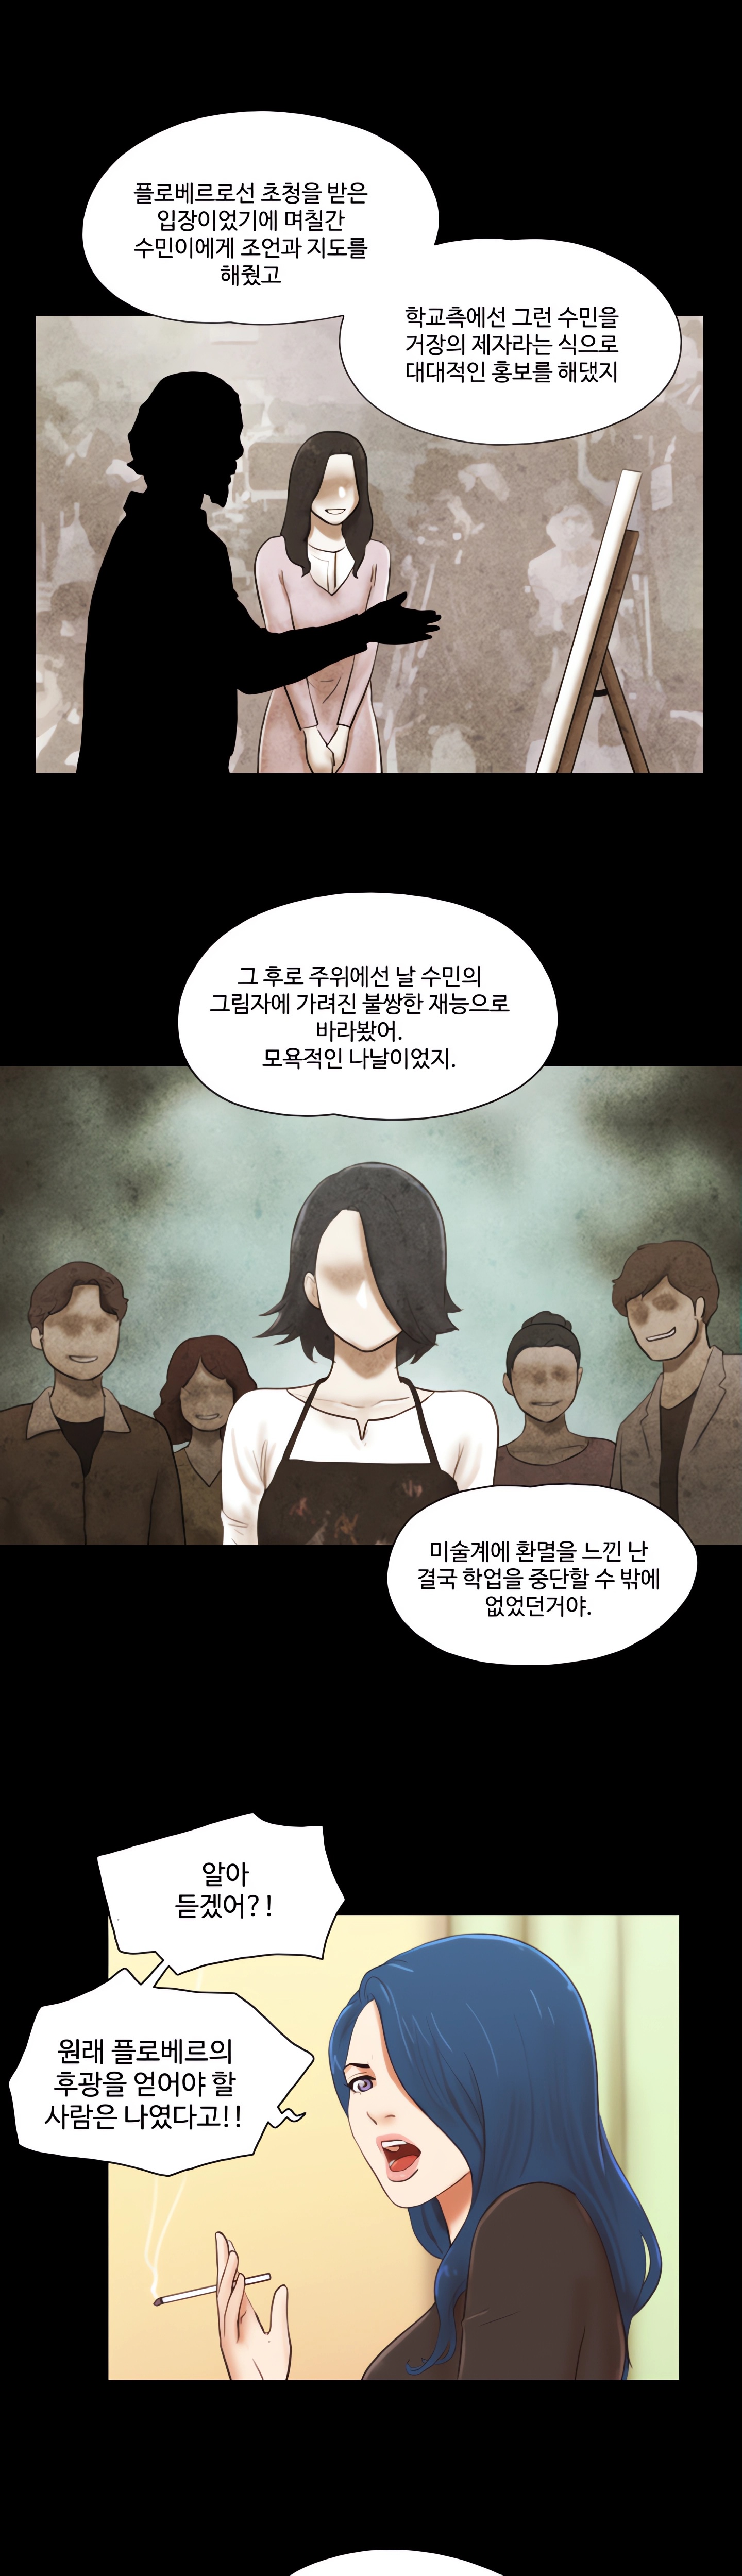 플로베르로선 초청을 받은
입장이었기에 며칠간
수민이에게 조언과 지도를
해줬고
학교측에선 그런 수민을
거장의 제자라는 식으로
대대적인 홍보를 해댔지
그 후로 주위에선 날 수민의
그림자에 가려진 불쌍한 재능으로
바라봤어.
모욕적인 나날이었지.
미술계에 환멸을 느낀 난
결국 학업을 중단할 수 밖에
없었던거야.
알아
듣겠어?!
원래 플로베르의
후광을 얻어야 할
사람은 나였다고!!